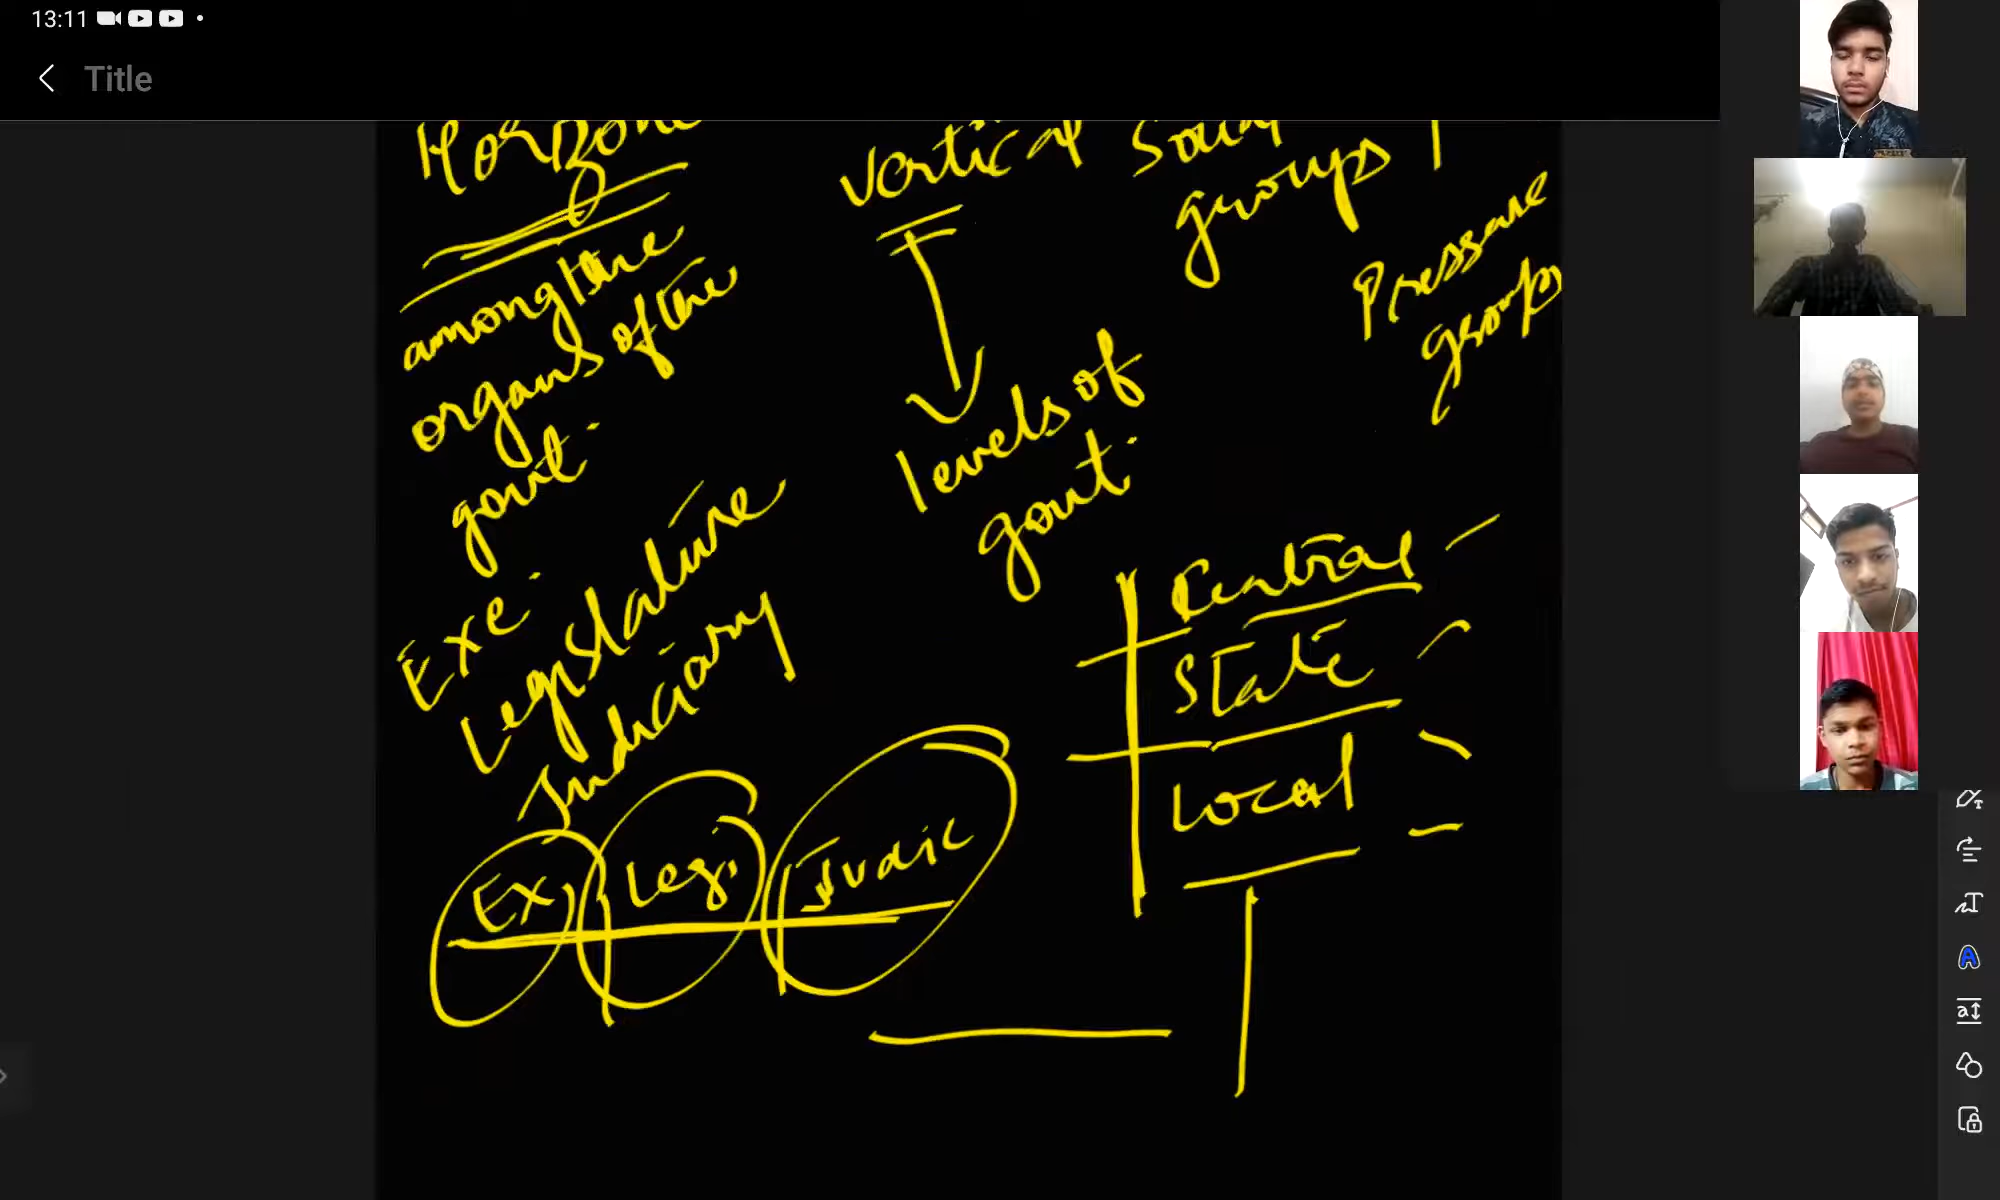 13:11
Title
Vertical
groups
Pressure
groups
among the
organs of the
govt.
levels of
govt.
Exe.
Legislature
Judiciary
Central
State
Local
Ex
Legi
Judic